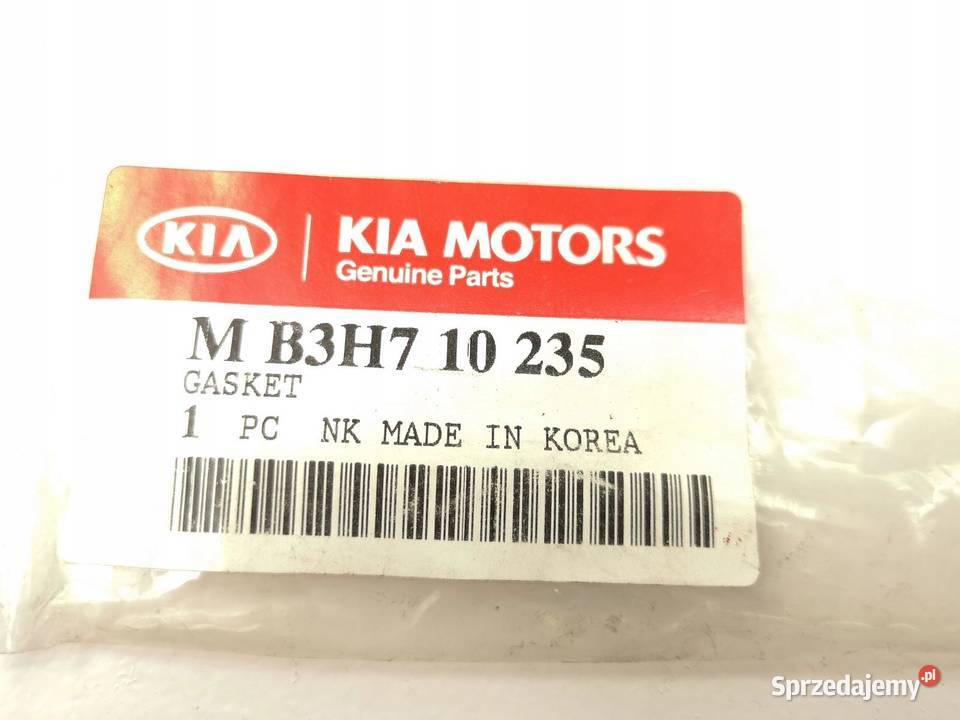 KIA
KIA MOTORS
Genuine Parts
M B3H7 10 235
GASKET
1 PC NK MADE IN KOREA
Sprzedajemy.pl